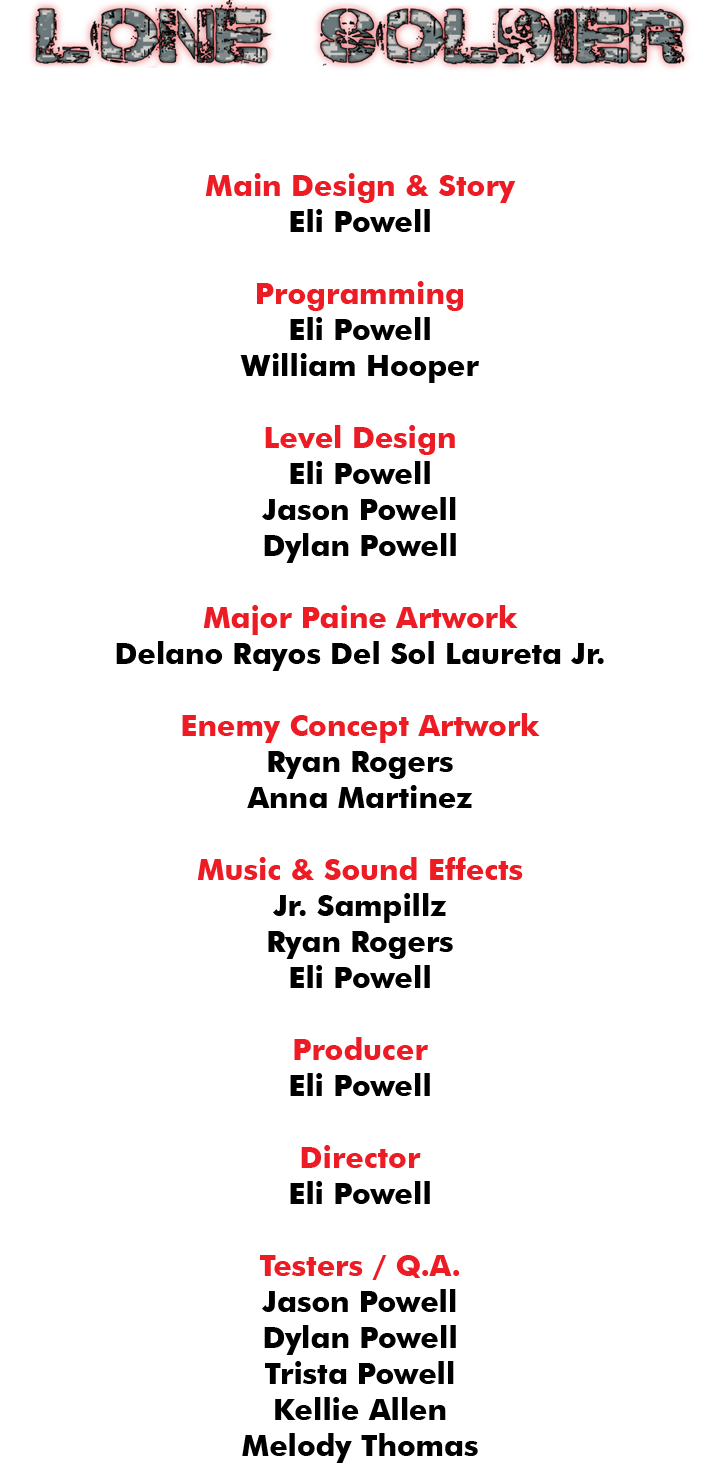 LONE SOLDIER
Main Design & Story
Eli Powell
Programming
Eli Powell
William Hooper
Level Design
Eli Powell
Jason Powell
Dylan Powell
Major Paine Artwork
Delano Rayos Del Sol Laureta Jr.
Enemy Concept Artwork
Ryan Rogers
Anna Martinez
Music & Sound Effects
Jr. Sampillz
Ryan Rogers
Eli Powell
Producer
Eli Powell
Director
Eli Powell
Testers / Q.A.
Jason Powell
Dylan Powell
Trista Powell
Kellie Allen
Melody Thomas